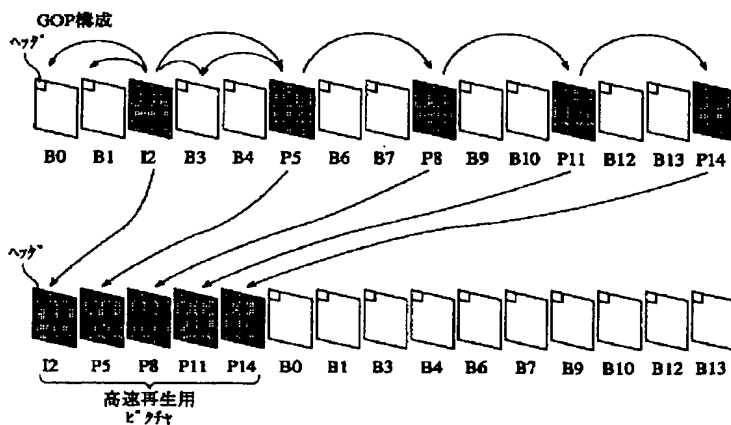 GOP構成
ヘッダ
B0 B1 I2 B3 B4 P5 B6 B7 P8 B9 B10 P11 B12 B13 P14
ヘッダ
I2 P5 P8 P11 P14 B0 B1 B3 B4 B6 B7 B9 B10 B12 B13
高速再生用
ピクチャ